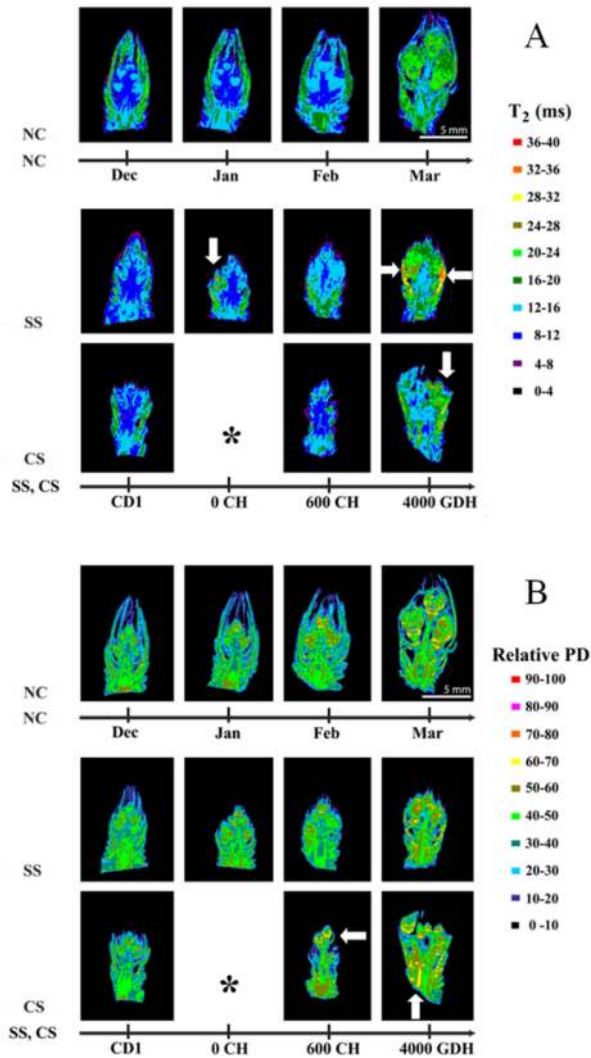 A
T2 (ms)
36-40
32-36
28-32
24-28
20-24
16-20
12-16
8-12
4-8
0-4
NC
5 mm
NC
Dec Jan Feb Mar
SS
CS
*
SS, CS
CD1 0 CH 600 CH 4000 GDH
B
Relative PD
90-100
80-90
70-80
60-70
50-60
40-50
30-40
20-30
10-20
0 -10
NC
5 mm
NC
Dec Jan Feb Mar
SS
CS
*
SS, CS
CD1 0 CH 600 CH 4000 GDH